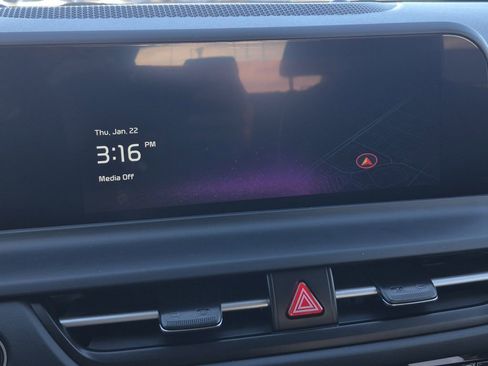 Thu, Jan, 22
3:16 PM
Media Off